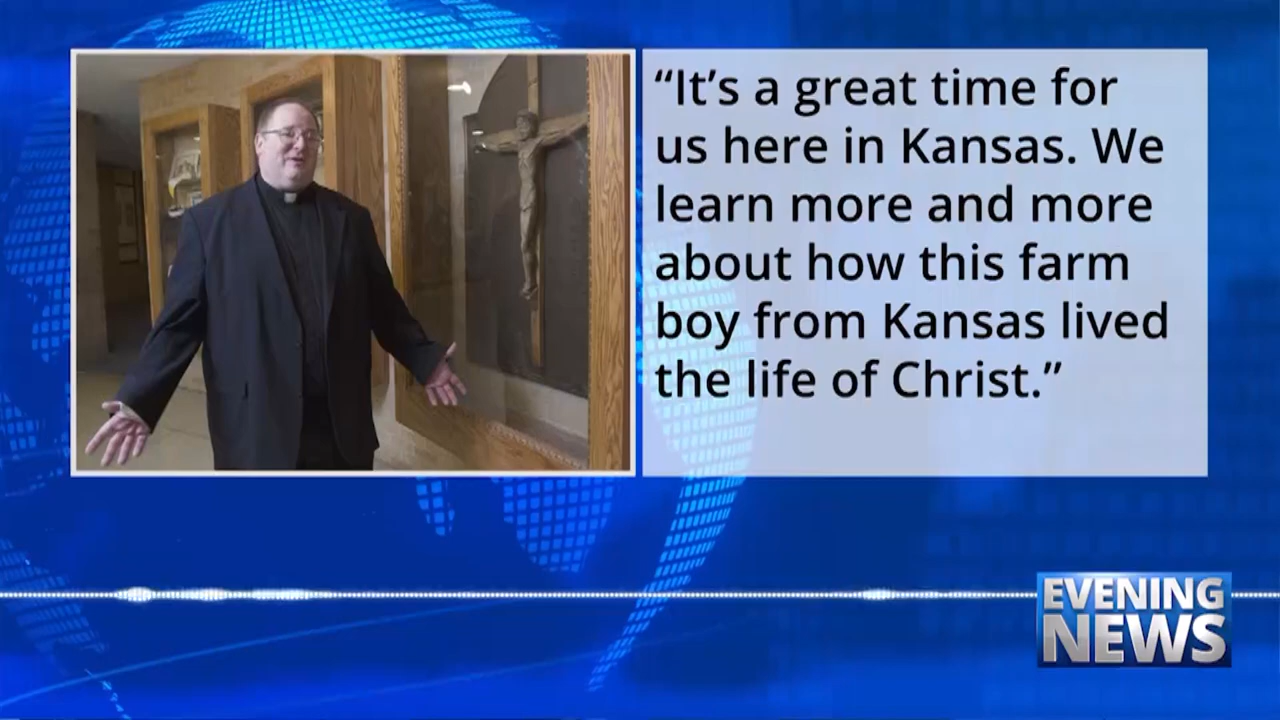 “It’s a great time for
us here in Kansas. We
learn more and more
about how this farm
boy from Kansas lived
the life of Christ.”
EVENING
NEWS